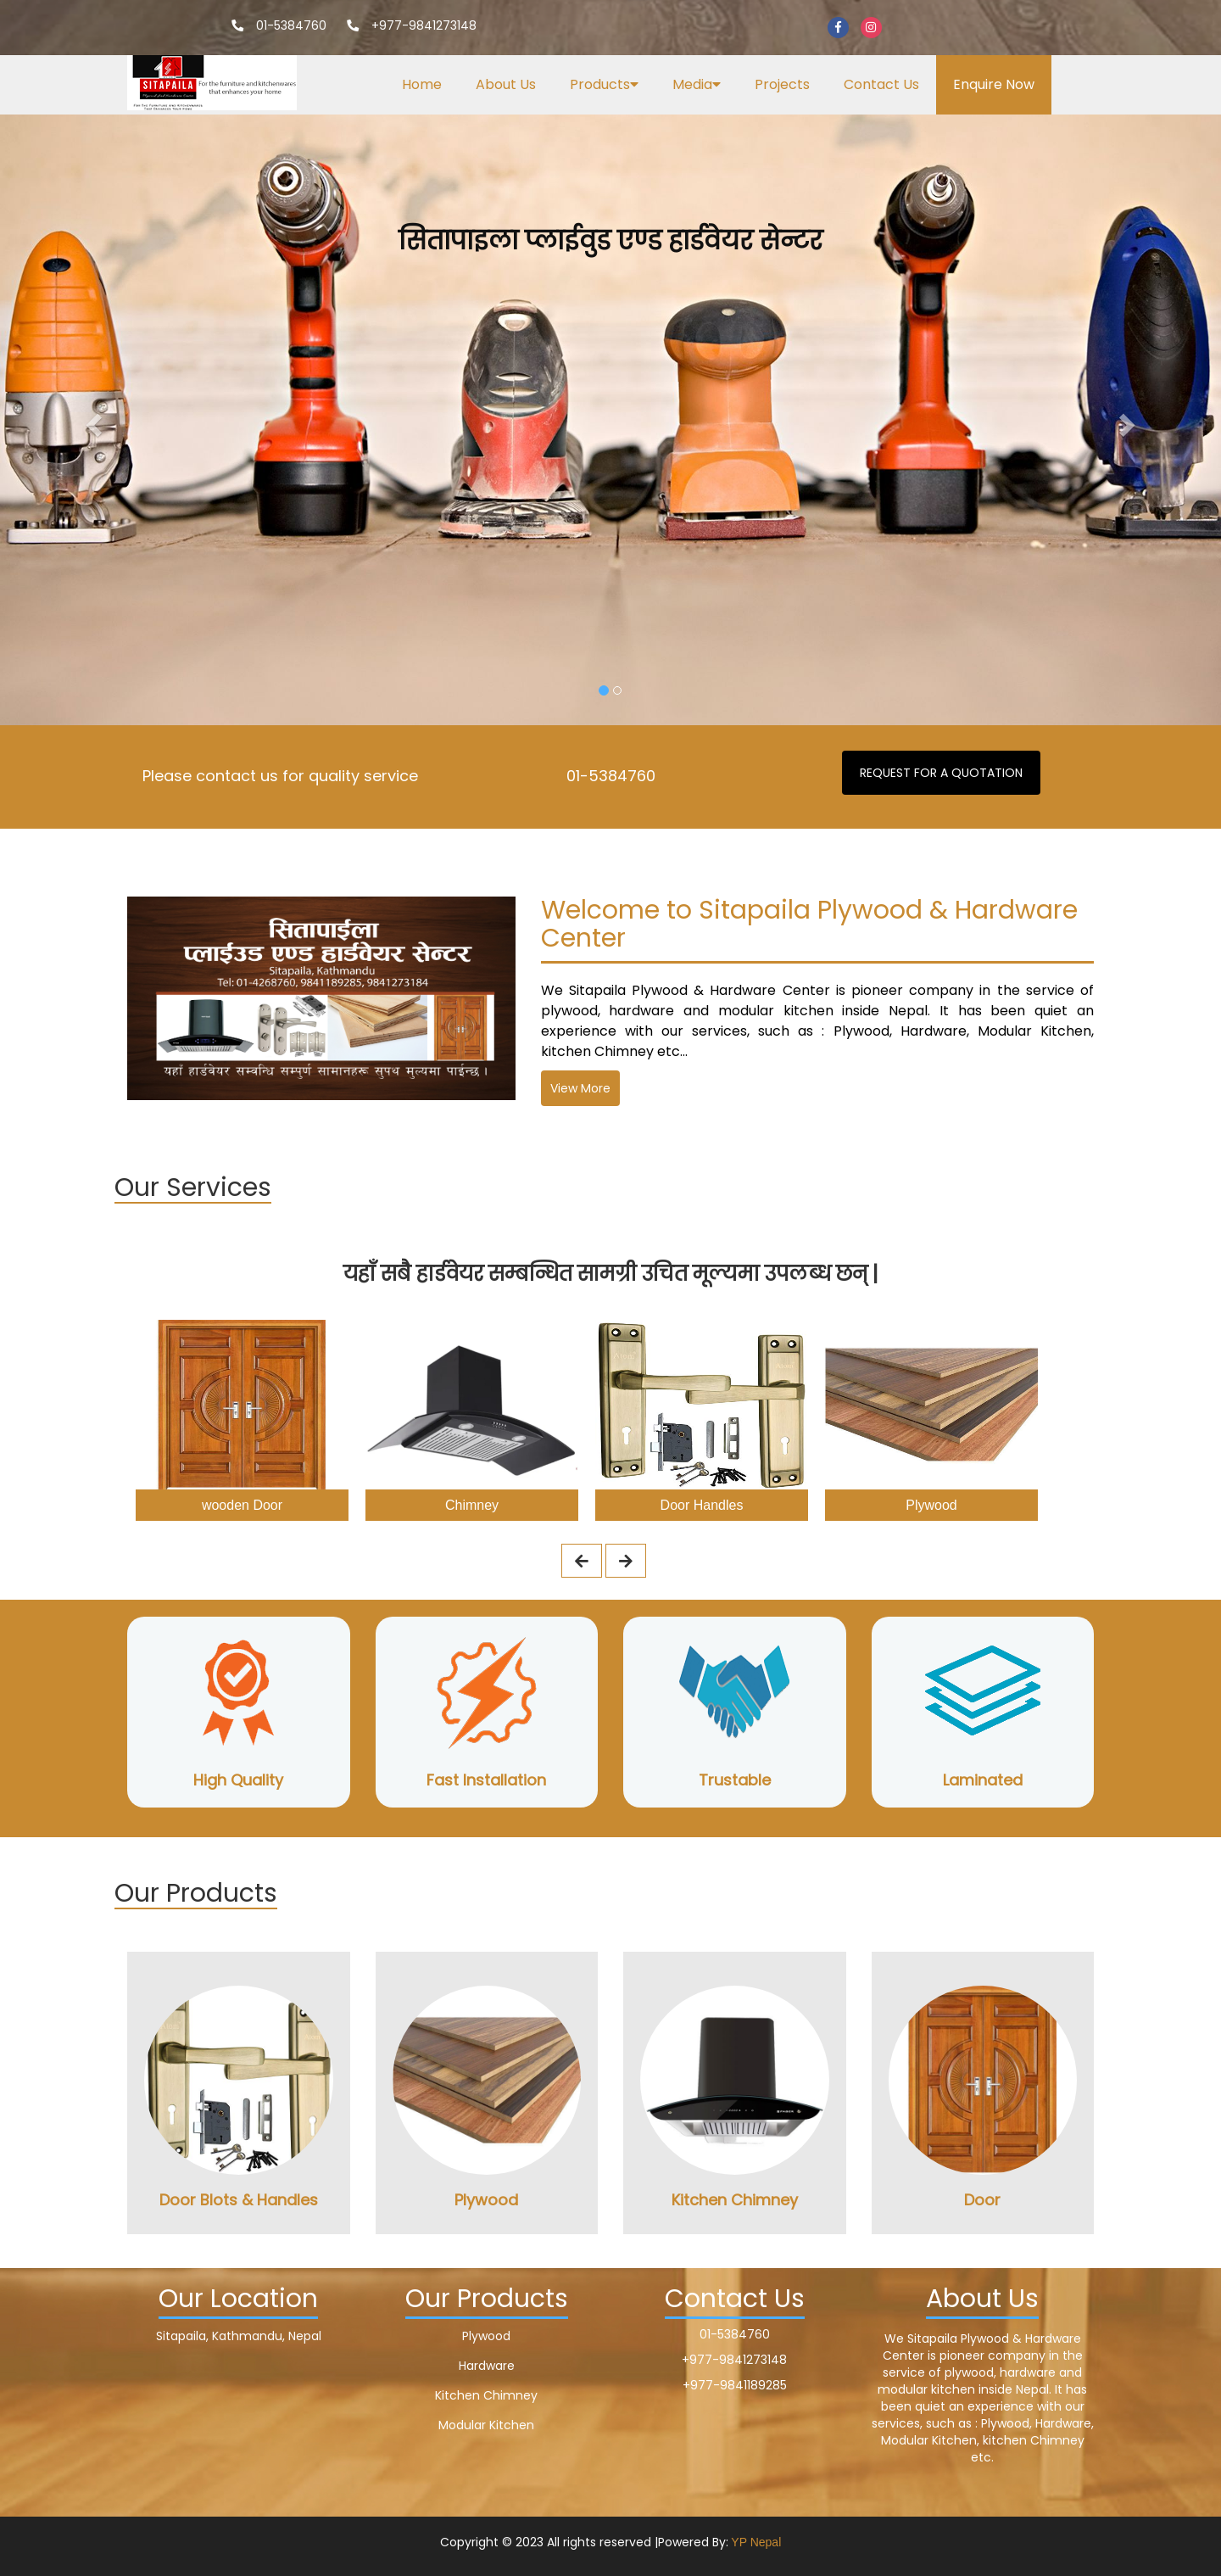 01-5384760 +977-9841273148
SITAPAILA
For the furniture and kitchenwares
that enhances your home
Home About Us Products Media Projects Contact Us Enquire Now
सितापाइला प्लाईवुड एण्ड हार्डवेयर सेन्टर
Please contact us for quality service 01-5384760 REQUEST FOR A QUOTATION
सितापाईला
प्लाईउड एण्ड हार्डवेयर सेन्टर
Sitapaila, Kathmandu
Tel: 01-4268760, 9841189285, 9841273184
यहाँ हार्डवेयर सम्वन्धि सम्पुर्ण सामानहरू सुपथ मुल्यमा पाईन्छ ।
Welcome to Sitapaila Plywood & Hardware
Center
We Sitapaila Plywood & Hardware Center is pioneer company in the service of
plywood, hardware and modular kitchen inside Nepal. It has been quiet an
experience with our services, such as : Plywood, Hardware, Modular Kitchen,
kitchen Chimney etc...
View More
Our Services
यहाँ सबै हार्डवेयर सम्बन्धित सामग्री उचित मूल्यमा उपलब्ध छन् |
wooden Door Chimney Door Handles Plywood
High Quality Fast Installation Trustable Laminated
Our Products
Door Blots & Handles Plywood Kitchen Chimney Door
Our Location
Sitapaila, Kathmandu, Nepal
Our Products
Plywood
Hardware
Kitchen Chimney
Modular Kitchen
Contact Us
01-5384760
+977-9841273148
+977-9841189285
About Us
We Sitapaila Plywood & Hardware
Center is pioneer company in the
service of plywood, hardware and
modular kitchen inside Nepal. It has
been quiet an experience with our
services, such as : Plywood, Hardware,
Modular Kitchen, kitchen Chimney
etc.
Copyright © 2023 All rights reserved |Powered By: YP Nepal